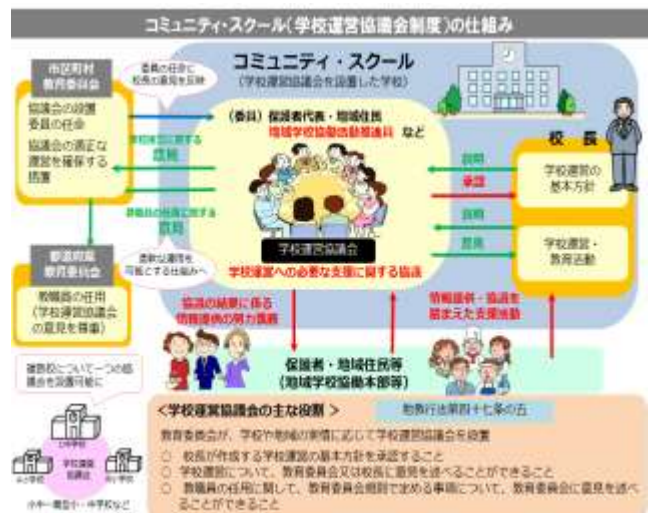 コミュニティ・スクール(学校運営協議会制度)の仕組み
市区町村
教育委員会
協議会の設置
委員の任命
協議会の適正な
運営を確保する
措置
委員の任命に
校長の意見を反映
コミュニティ・スクール
(学校運営協議会を設置した学校)
(委員)保護者代表・地域住民
地域学校協働活動推進員 など
学校運営に関する
意見
教職員の任用に関する
意見
柔軟な運用を
可能とする仕組みへ
学校運営協議会
学校運営への必要な支援に関する協議
校長
説明
承認
学校運営の
基本方針
説明
意見
学校運営・
教育活動
都道府県
教育委員会
教職員の任用
(学校運営協議会
の意見を尊重)
協議の結果に係る
情報提供の努力義務
情報提供・協議を
踏まえた支援活動
保護者・地域住民等
(地域学校協働本部等)
複数校について一つの協
議会を設置可能に
学校運営
協議会
小中一貫型小・中学校など
<学校運営協議会の主な役割>
地教行法第四十七条の五
教育委員会が、学校や地域の実情に応じて学校運営協議会を設置
○ 校長が作成する学校運営の基本方針を承認すること
○ 学校運営について、教育委員会又は校長に意見を述べることができること
○ 教職員の任用に関して、教育委員会規則で定める事項について、教育委員会に意見を述べ
ることができること